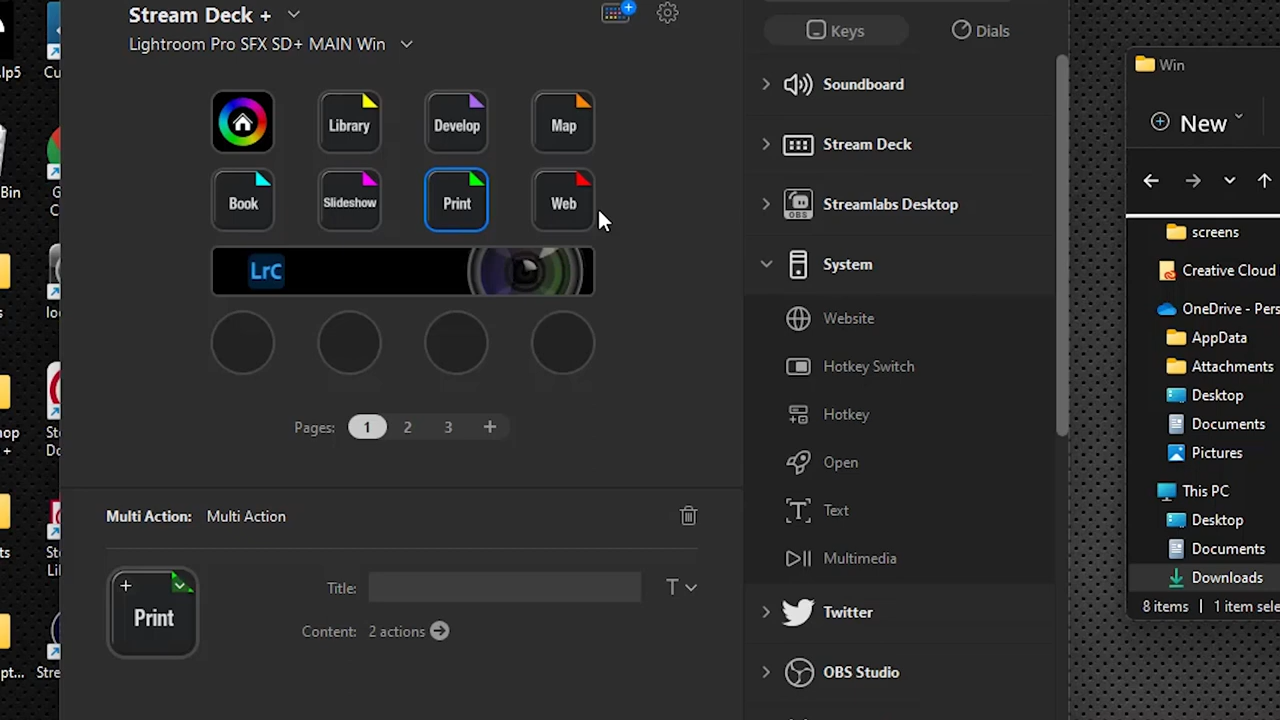 Stream Deck +
Lightroom Pro SFX SD+ MAIN Win
Library
Develop
Map
Book
Slideshow
Print
Web
LrC
Pages: 1 2 3 +
Multi Action: Multi Action
Print
Title:
T
Content: 2 actions
Keys
Dials
Soundboard
Stream Deck
OBS
Streamlabs Desktop
System
Website
Hotkey Switch
Hotkey
Open
Text
Multimedia
Twitter
OBS Studio
Win
New
screens
Creative Cloud
OneDrive - Pers
AppData
Attachments
Desktop
Documents
Pictures
This PC
Desktop
Documents
Downloads
8 items
1 item sele
.lp5
Cu
Bin